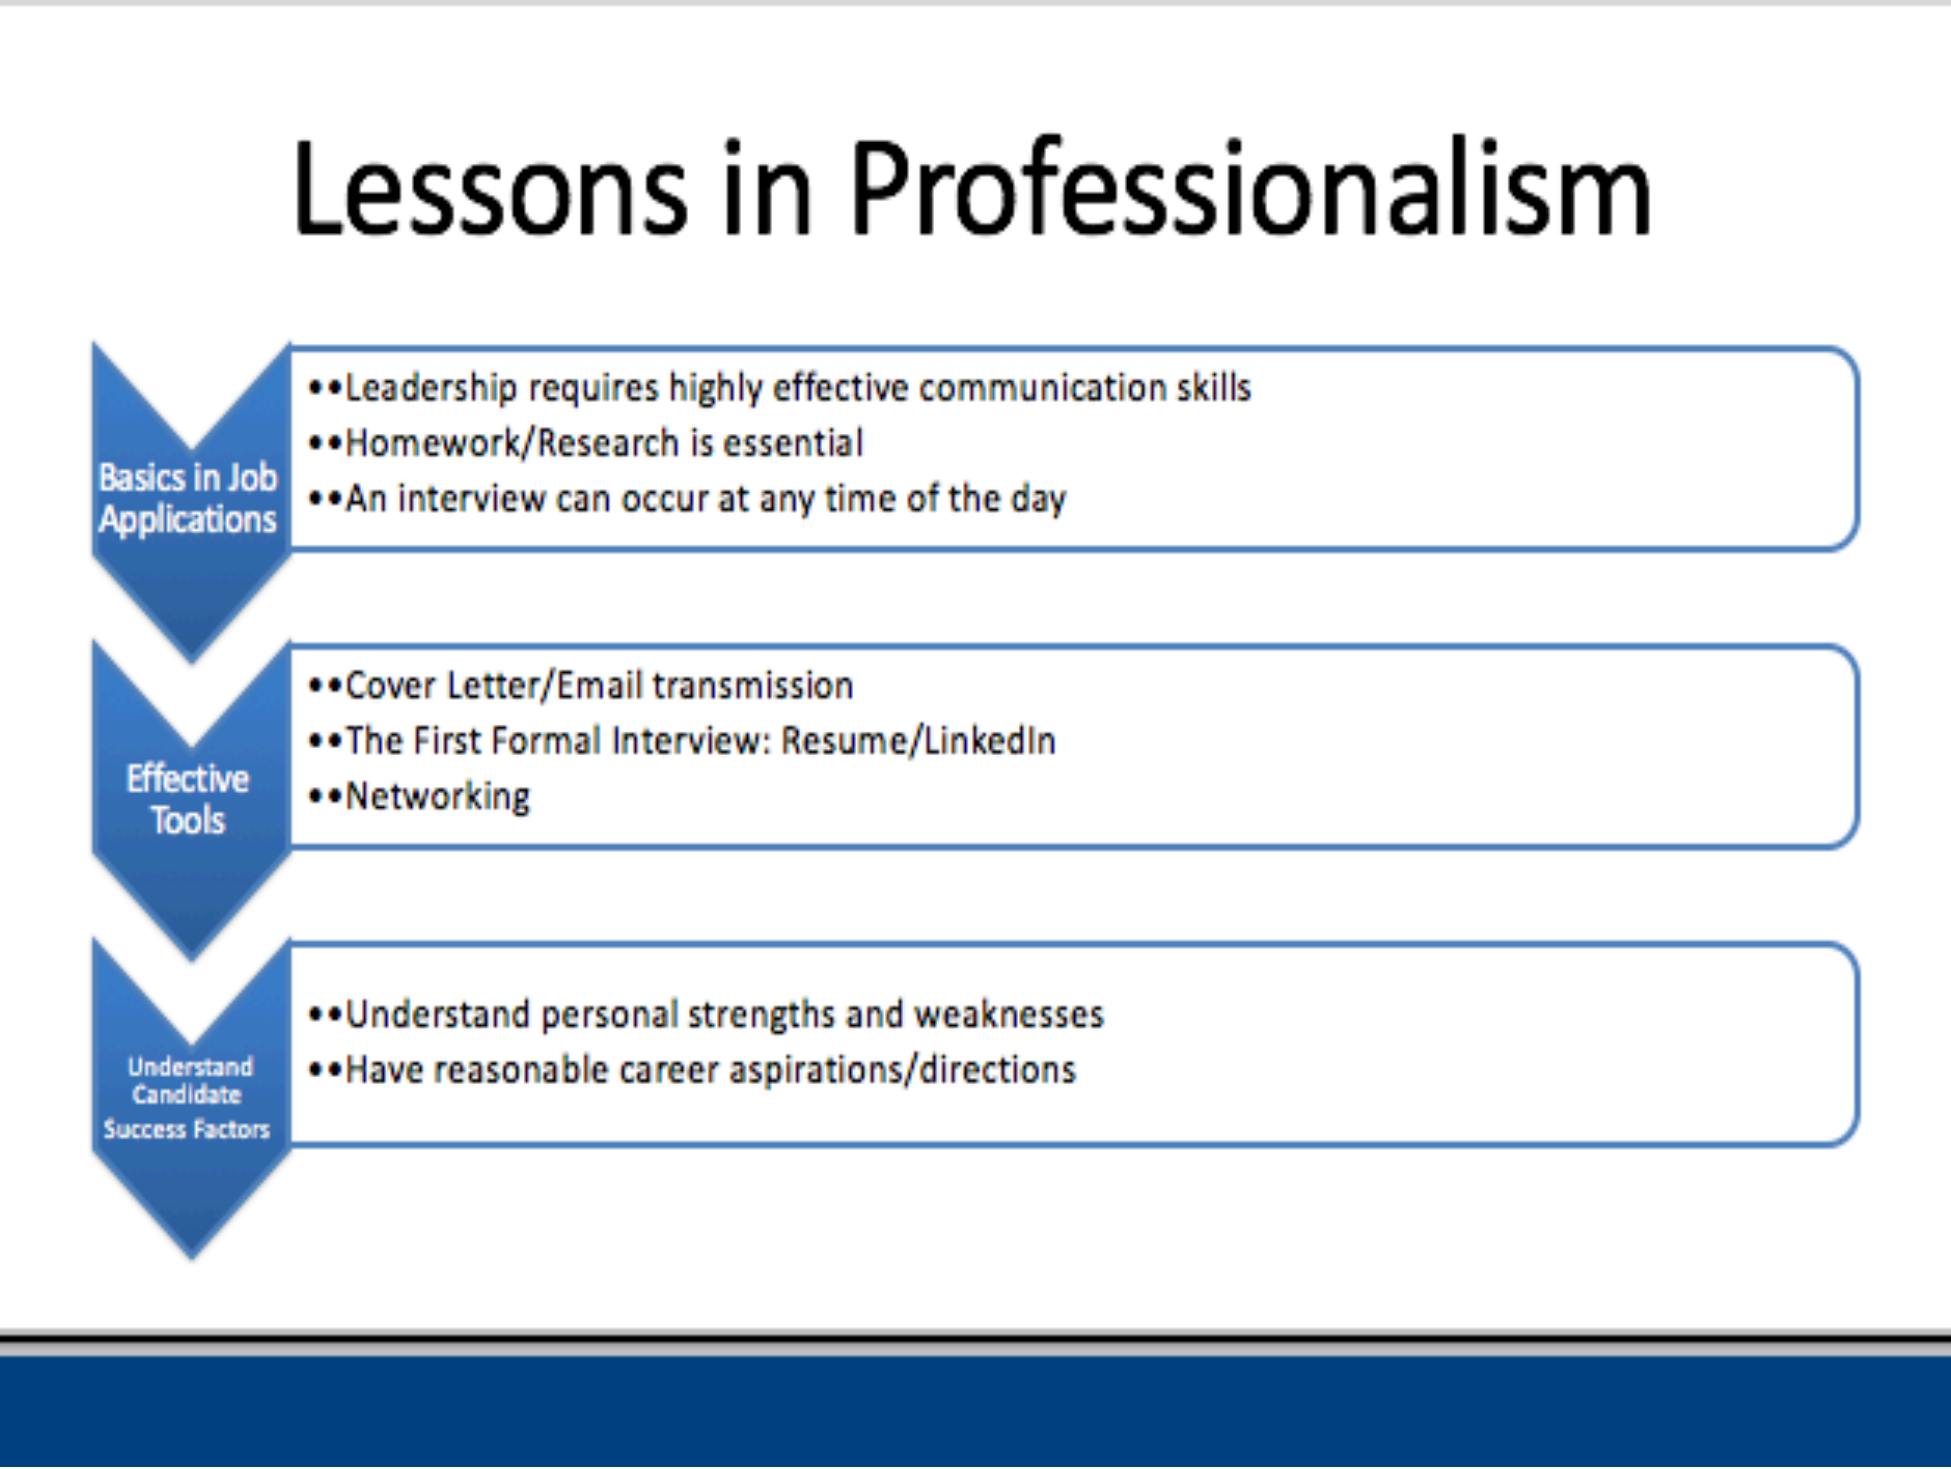 Lessons in Professionalism
Basics in Job
Applications
••Leadership requires highly effective communication skills
••Homework/Research is essential
••An interview can occur at any time of the day
Effective
Tools
••Cover Letter/Email transmission
••The First Formal Interview: Resume/LinkedIn
••Networking
Understand
Candidate
Success Factors
••Understand personal strengths and weaknesses
••Have reasonable career aspirations/directions